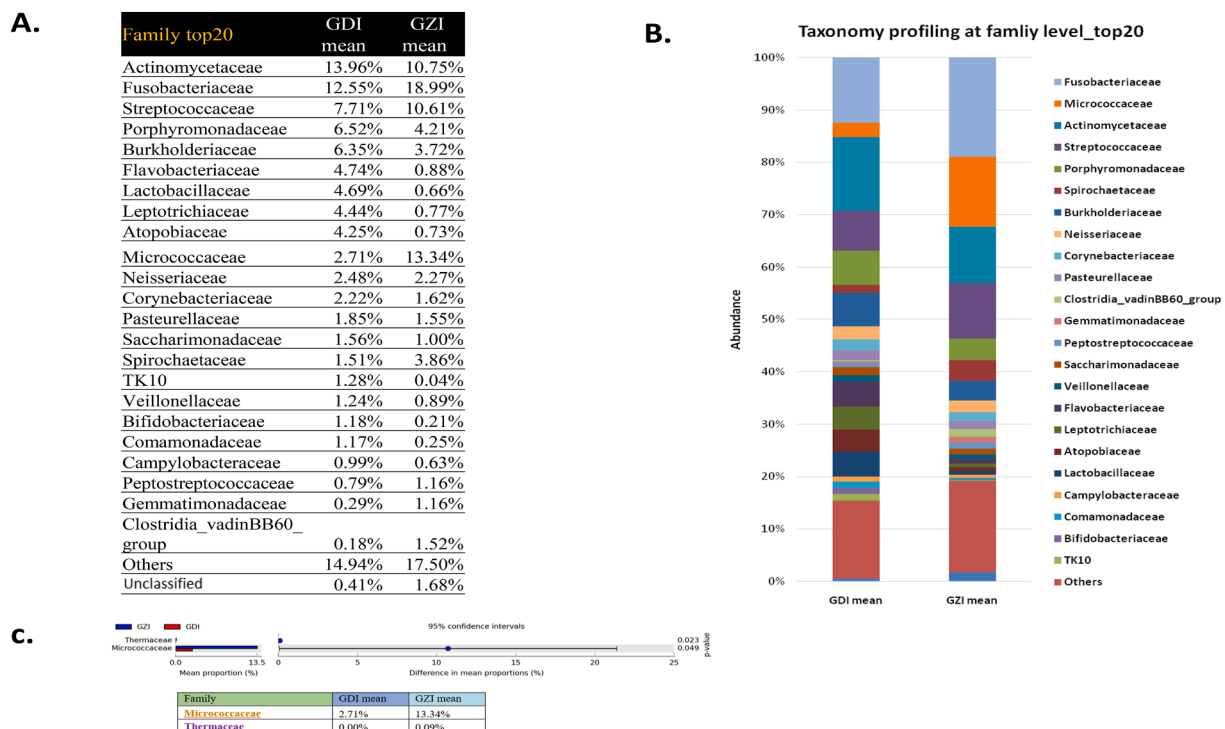 A.
Family top20 GDI mean GZI mean
Actinomycetaceae 13.96% 10.75%
Fusobacteriaceae 12.55% 18.99%
Streptococcaceae 7.71% 10.61%
Porphyromonadaceae 6.52% 4.21%
Burkholderiaceae 6.35% 3.72%
Flavobacteriaceae 4.74% 0.88%
Lactobacillaceae 4.69% 0.66%
Leptotrichiaceae 4.44% 0.77%
Atopobiaceae 4.25% 0.73%
Micrococcaceae 2.71% 13.34%
Neisseriaceae 2.48% 2.27%
Corynebacteriaceae 2.22% 1.62%
Pasteurellaceae 1.85% 1.55%
Saccharimonadaceae 1.56% 1.00%
Spirochaetaceae 1.51% 3.86%
TK10 1.28% 0.04%
Veillonellaceae 1.24% 0.89%
Bifidobacteriaceae 1.18% 0.21%
Comamonadaceae 1.17% 0.25%
Campylobacteraceae 0.99% 0.63%
Peptostreptococcaceae 0.79% 1.16%
Gemmatimonadaceae 0.29% 1.16%
Clostridia_vadinBB60_
group 0.18% 1.52%
Others 14.94% 17.50%
Unclassified 0.41% 1.68%
B.
Taxonomy profiling at famliy level_top20
Abundance
100%
90%
80%
70%
60%
50%
40%
30%
20%
10%
0%
GDI mean GZI mean
Fusobacteriaceae
Micrococcaceae
Actinomycetaceae
Streptococcaceae
Porphyromonadaceae
Spirochaetaceae
Burkholderiaceae
Neisseriaceae
Corynebacteriaceae
Pasteurellaceae
Clostridia_vadinBB60_group
Gemmatimonadaceae
Peptostreptococcaceae
Saccharimonadaceae
Veillonellaceae
Flavobacteriaceae
Leptotrichiaceae
Atopobiaceae
Lactobacillaceae
Campylobacteraceae
Comamonadaceae
Bifidobacteriaceae
TK10
Others
c.
GZI GDI 95% confidence intervals
Thermaceae 0.023
Micrococcaceae 0.049
p-value
0.0 13.5 0 5 10 15 20 25
Mean proportion (%) Difference in mean proportions (%)
Family GDI mean GZI mean
Micrococcaceae 2.71% 13.34%
Thermaceae 0.00% 0.09%